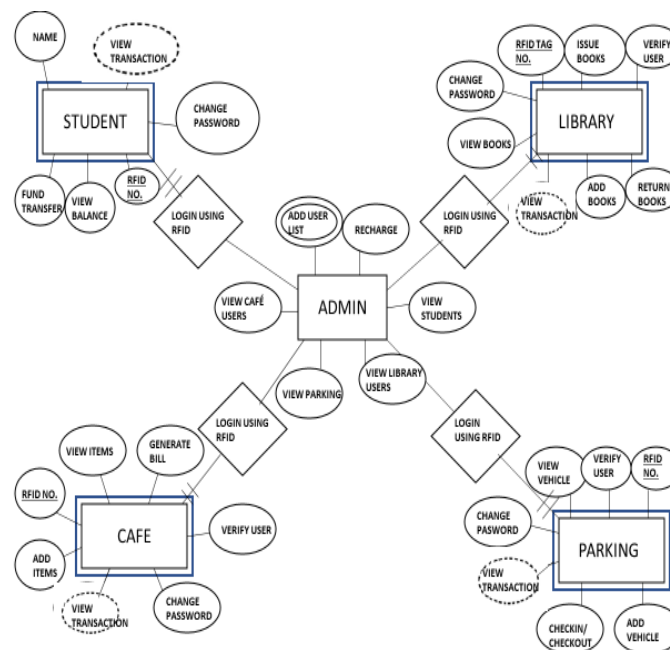 NAME
VIEW
TRANSACTION
STUDENT
CHANGE
PASSWORD
FUND
TRANSFER
VIEW
BALANCE
RFID
NO.
LOGIN USING
RFID
RFID TAG
NO.
ISSUE
BOOKS
VERIFY
USER
CHANGE
PASSWORD
LIBRARY
VIEW BOOKS
VIEW
TRANSACTION
ADD
BOOKS
RETURN
BOOKS
LOGIN USING
RFID
ADD USER
LIST
RECHARGE
VIEW CAFÉ
USERS
ADMIN
VIEW
STUDENTS
VIEW PARKING
VIEW LIBRARY
USERS
LOGIN USING
RFID
LOGIN
USING RFID
VIEW ITEMS
GENERATE
BILL
RFID NO.
CAFE
VERIFY USER
ADD
ITEMS
VIEW
TRANSACTION
CHANGE
PASSWORD
VIEW
VEHICLE
VERIFY
USER
RFID
NO.
CHANGE
PASWORD
PARKING
VIEW
TRANSACTION
CHECKIN/
CHECKOUT
ADD
VEHICLE